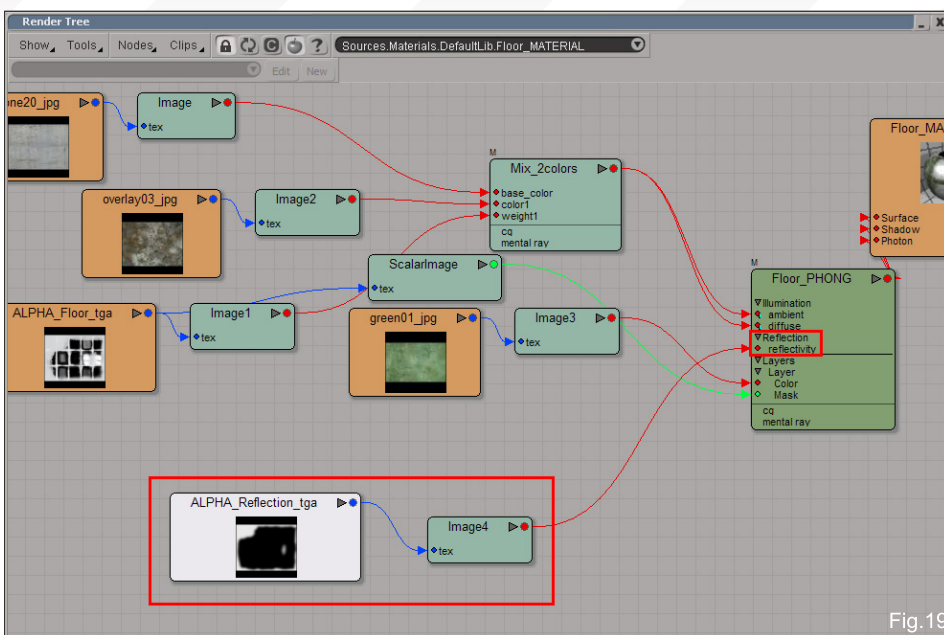 Render Tree
Show Tools Nodes Clips Sources.Materials.DefaultLib.Floor_MATERIAL
Edit New
ne20_jpg
Image
tex
Floor_MA
Surface
Shadow
Photon
M
Mix_2colors
base_color
color1
weight1
cq
mental ray
overlay03_jpg
Image2
tex
ScalarImage
tex
M
Floor_PHONG
Illumination
ambient
diffuse
Reflection
reflectivity
Layers
Layer
Color
Mask
cq
mental ray
ALPHA_Floor_tga
Image1
tex
green01_jpg
Image3
tex
ALPHA_Reflection_tga
Image4
tex
Fig.19